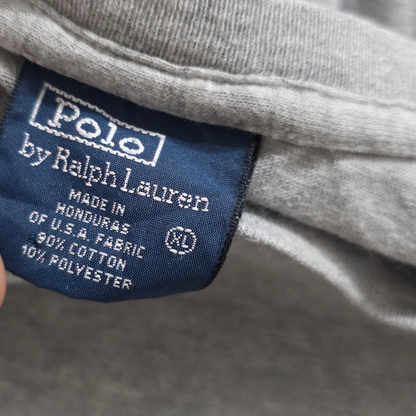 Polo
by Ralph Lauren
MADE IN
HONDURAS
OF U.S.A. FABRIC
90% COTTON
10% POLYESTER
XL